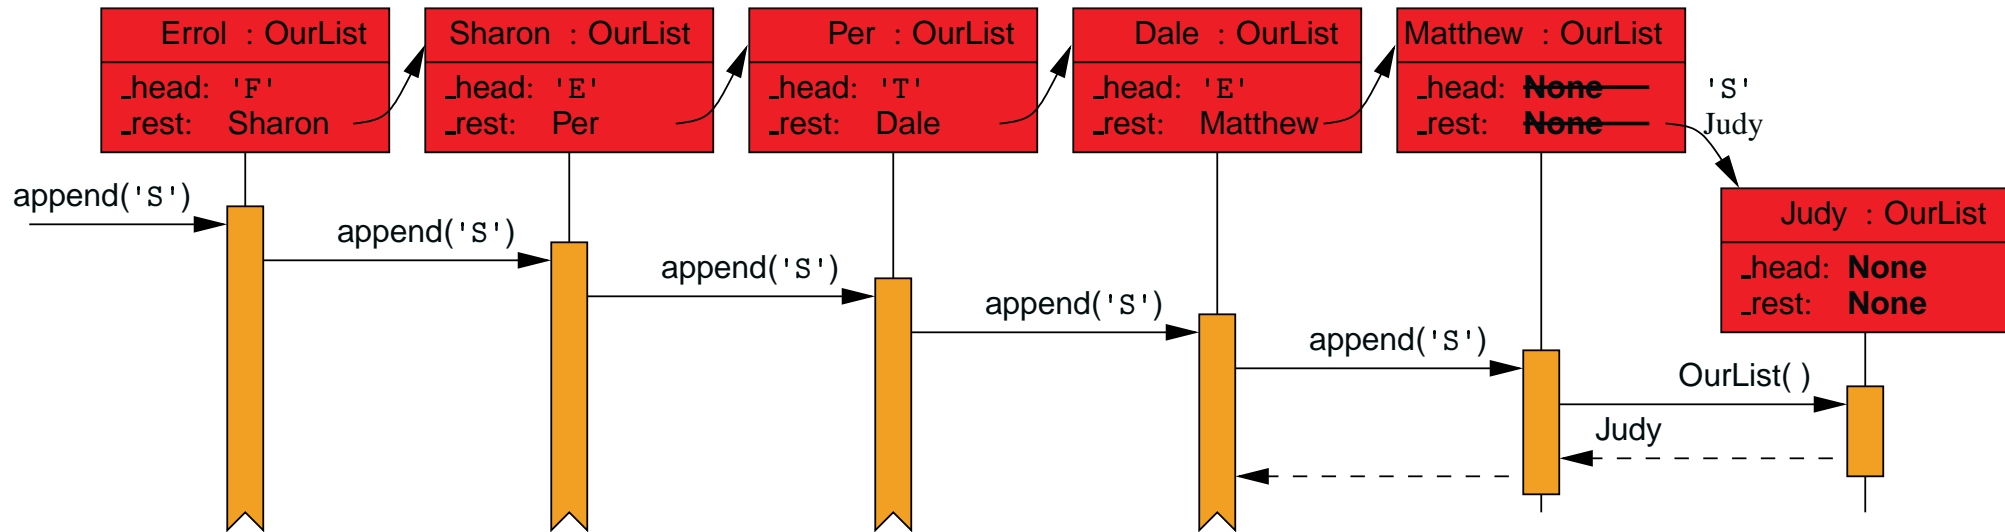 Errol : OurList
Sharon : OurList
Per : OurList
Dale : OurList
Matthew : OurList
_head: 'F'
_head: 'E'
_head: 'T'
_head: 'E'
_head: None 'S'
_rest: Sharon
_rest: Per
_rest: Dale
_rest: Matthew
_rest: None Judy
append('S')
append('S')
append('S')
append('S')
append('S')
Judy : OurList
_head: None
_rest: None
OurList( )
Judy